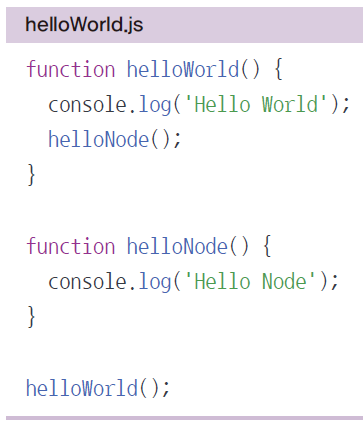 helloWorld.js
function helloWorld() {
  console.log('Hello World');
  helloNode();
}

function helloNode() {
  console.log('Hello Node');
}

helloWorld();